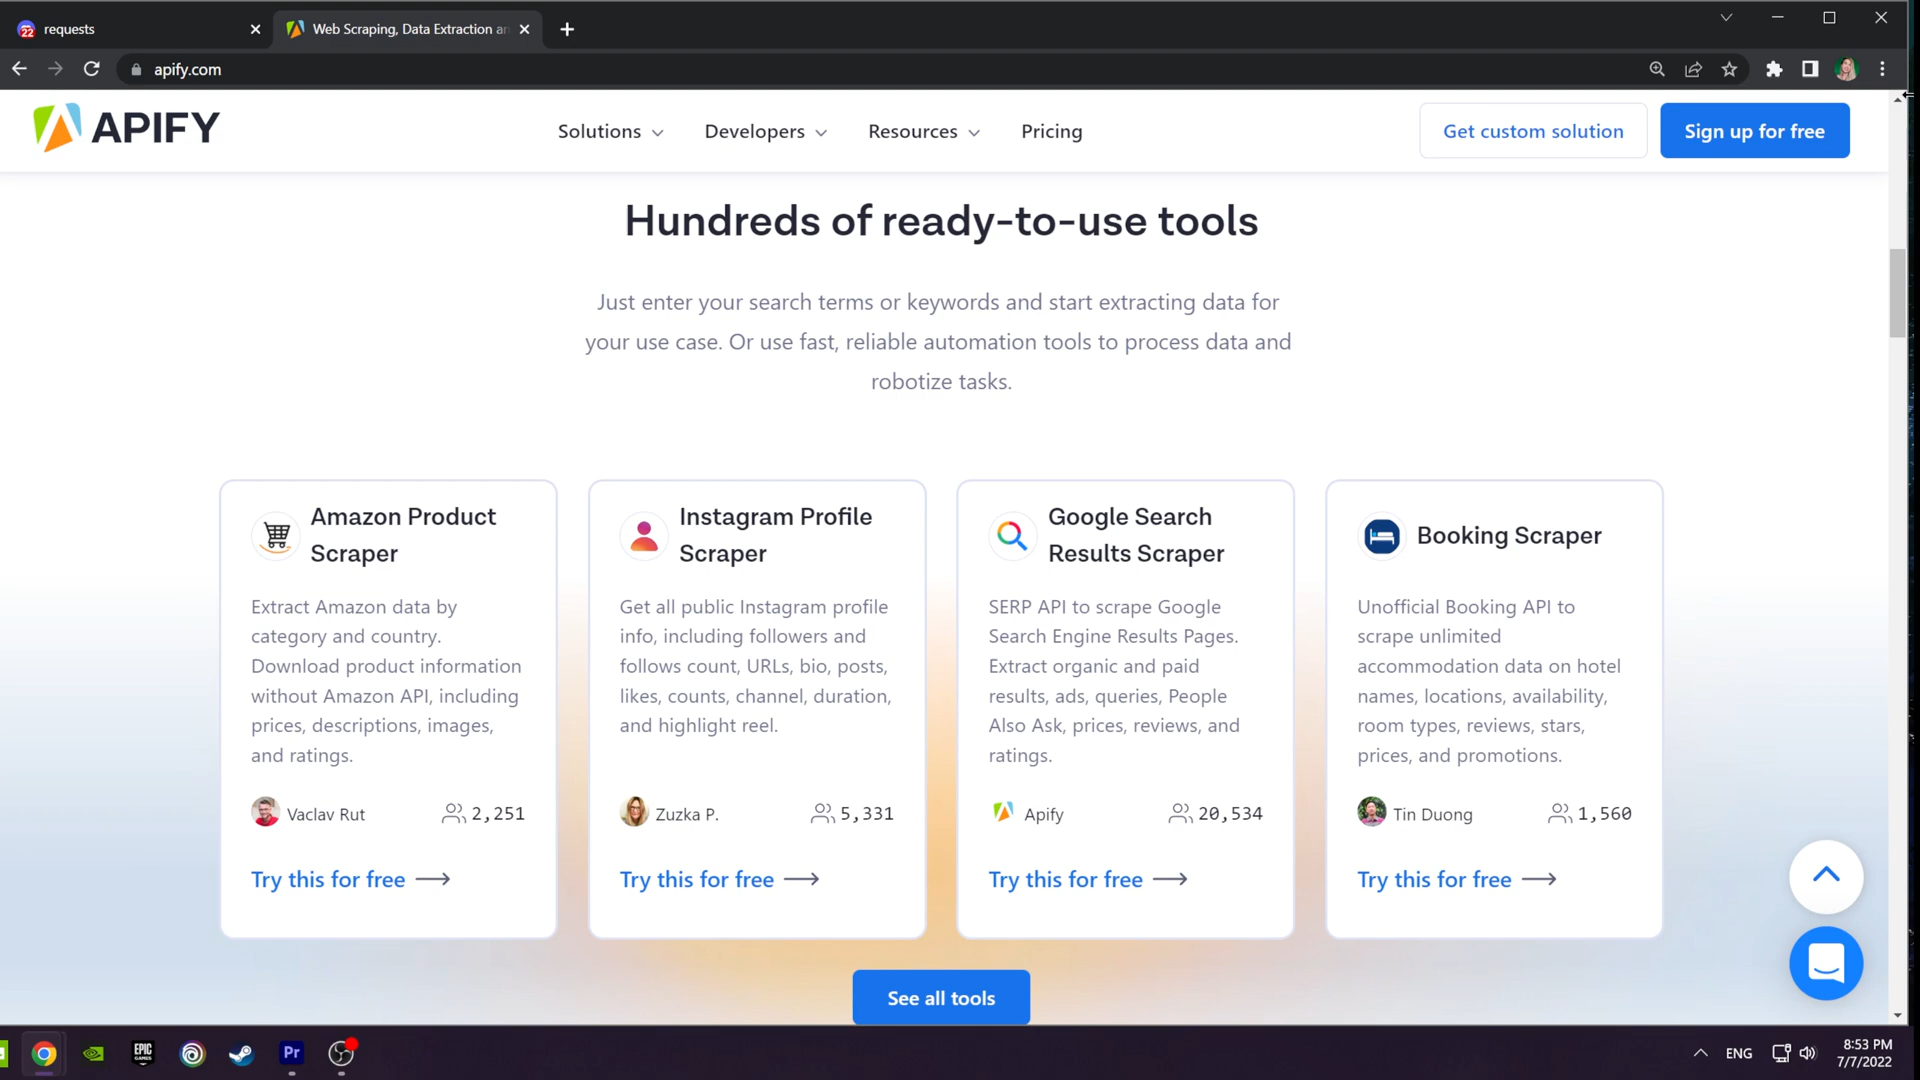 22
requests
Web Scraping, Data Extraction an
apify.com
APIFY
Solutions
Developers
Resources
Pricing
Get custom solution
Sign up for free
Hundreds of ready-to-use tools
Just enter your search terms or keywords and start extracting data for
your use case. Or use fast, reliable automation tools to process data and
robotize tasks.
Amazon Product
Scraper
Extract Amazon data by
category and country.
Download product information
without Amazon API, including
prices, descriptions, images,
and ratings.
Vaclav Rut
2,251
Try this for free
Instagram Profile
Scraper
Get all public Instagram profile
info, including followers and
follows count, URLs, bio, posts,
likes, counts, channel, duration,
and highlight reel.
Zuzka P.
5,331
Try this for free
Google Search
Results Scraper
SERP API to scrape Google
Search Engine Results Pages.
Extract organic and paid
results, ads, queries, People
Also Ask, prices, reviews, and
ratings.
Apify
20,534
Try this for free
Booking Scraper
Unofficial Booking API to
scrape unlimited
accommodation data on hotel
names, locations, availability,
room types, reviews, stars,
prices, and promotions.
Tin Duong
1,560
Try this for free
See all tools
EPIC
GAMES
Pr
ENG
8:53 PM
7/7/2022